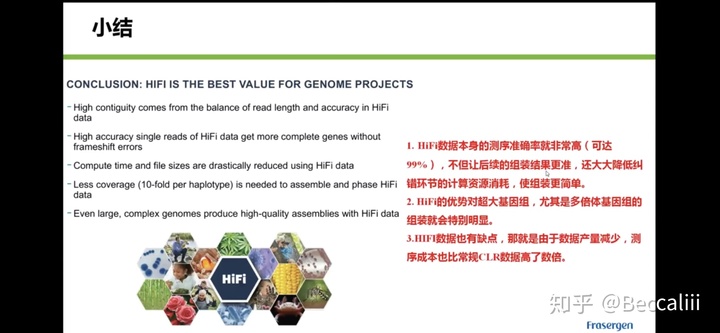 小结
CONCLUSION: HIFI IS THE BEST VALUE FOR GENOME PROJECTS
- High contiguity comes from the balance of read length and accuracy in HiFi
data
- High accuracy single reads of HiFi data get more complete genes without
frameshift errors
- Compute time and file sizes are drastically reduced using HiFi data
- Less coverage (10-fold per haplotype) is needed to assemble and phase HiFi
data
- Even large, complex genomes produce high-quality assemblies with HiFi data
1. HiFi数据本身的测序准确率就非常高（可达
99%），不但让后续的组装结果更准，还大大降低纠
错环节的计算资源消耗，使组装更简单。
2. HiFi的优势对超大基因组，尤其是多倍体基因组的
组装就会特别明显。
3.HIFI数据也有缺点，那就是由于数据产量减少，测
序成本也比常规CLR数据高了数倍。
HiFi
知乎 @Beccaliii
Frasergen